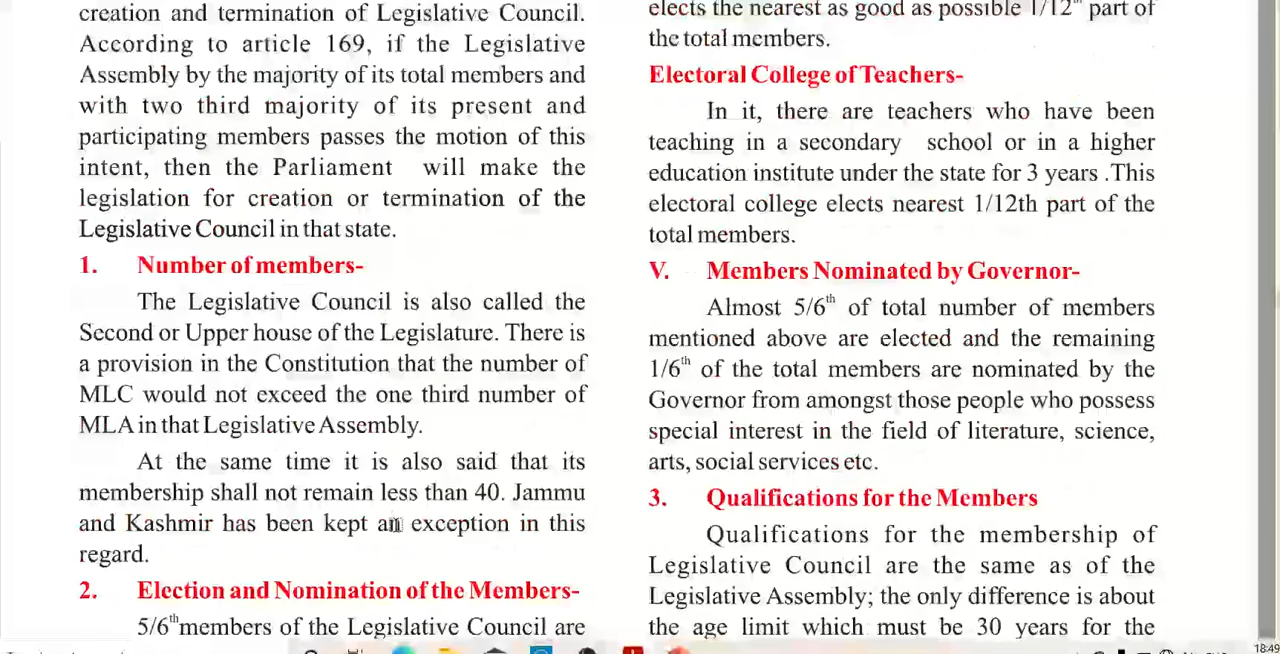 creation and termination of Legislative Council.
According to article 169, if the Legislative
Assembly by the majority of its total members and
with two third majority of its present and
participating members passes the motion of this
intent, then the Parliament will make the
legislation for creation or termination of the
Legislative Council in that state.
1. Number of members-
The Legislative Council is also called the
Second or Upper house of the Legislature. There is
a provision in the Constitution that the number of
MLC would not exceed the one third number of
MLA in that Legislative Assembly.
At the same time it is also said that its
membership shall not remain less than 40. Jammu
and Kashmir has been kept an exception in this
regard.
2. Election and Nomination of the Members-
5/6th members of the Legislative Council are
elects the nearest as good as possible 1/12th part of
the total members.
Electoral College of Teachers-
In it, there are teachers who have been
teaching in a secondary school or in a higher
education institute under the state for 3 years .This
electoral college elects nearest 1/12th part of the
total members.
V. Members Nominated by Governor-
Almost 5/6th of total number of members
mentioned above are elected and the remaining
1/6th of the total members are nominated by the
Governor from amongst those people who possess
special interest in the field of literature, science,
arts, social services etc.
3. Qualifications for the Members
Qualifications for the membership of
Legislative Council are the same as of the
Legislative Assembly; the only difference is about
the age limit which must be 30 years for the
18:49